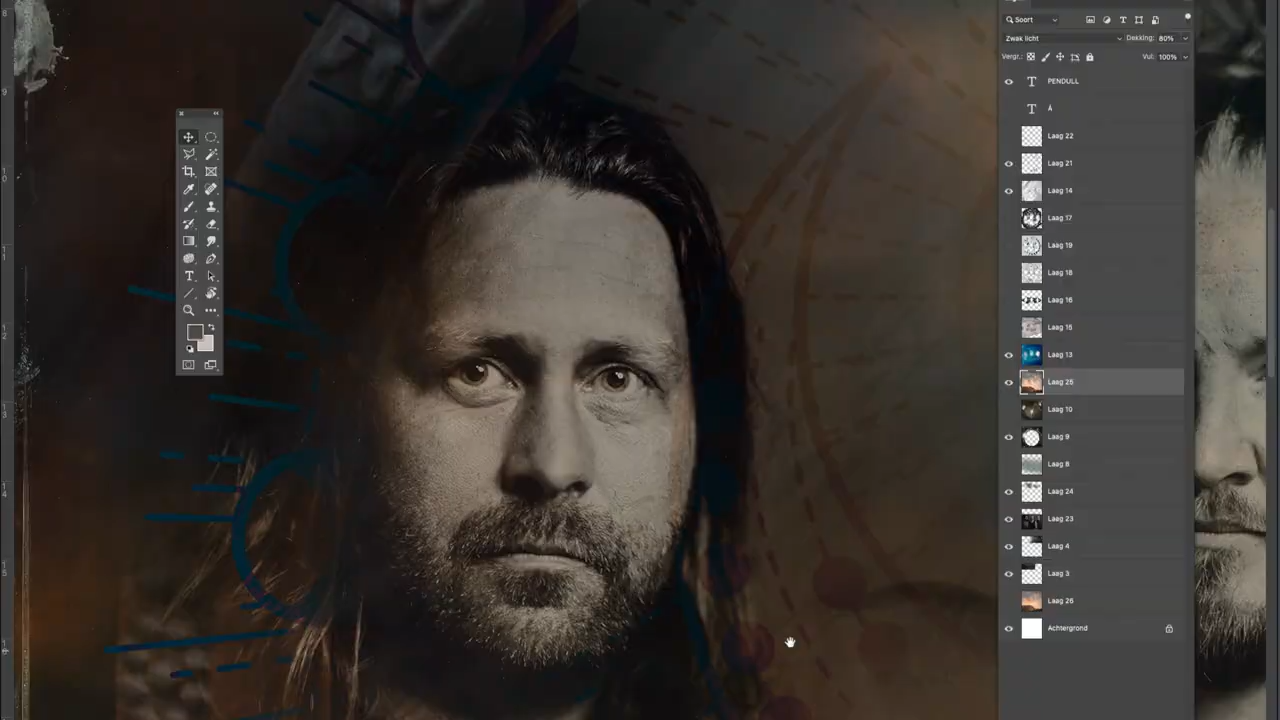 Soort
Zwak licht Dekking: 80%
Vergr.: Vul: 100%
PENDULL
A
Laag 22
Laag 21
Laag 14
Laag 17
Laag 19
Laag 18
Laag 16
Laag 15
Laag 13
Laag 25
Laag 10
Laag 9
Laag 8
Laag 24
Laag 23
Laag 4
Laag 3
Laag 26
Achtergrond